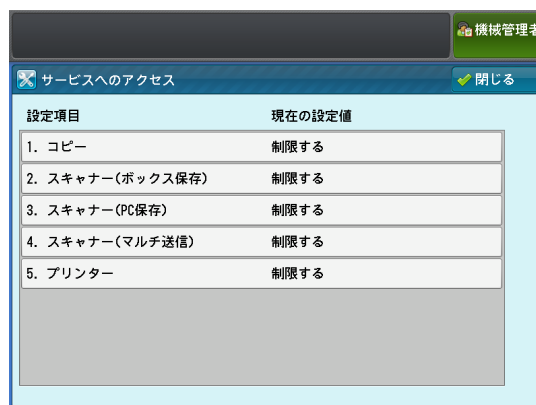 機械管理者
サービスへのアクセス
閉じる
設定項目 現在の設定値
1. コピー 制限する
2. スキャナー(ボックス保存) 制限する
3. スキャナー(PC保存) 制限する
4. スキャナー(マルチ送信) 制限する
5. プリンター 制限する